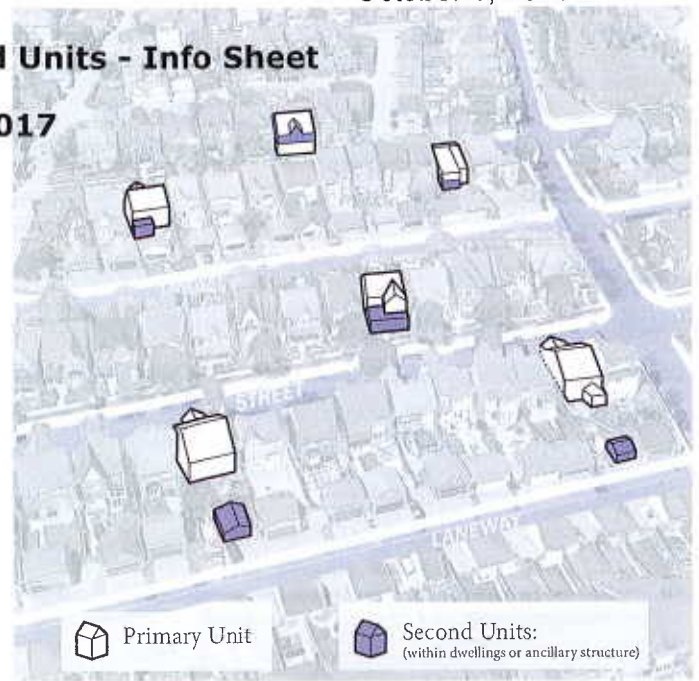 Units - Info Sheet
017
STREET
LANEWAY
Primary Unit
Second Units:
(within dwellings or ancillary structure)